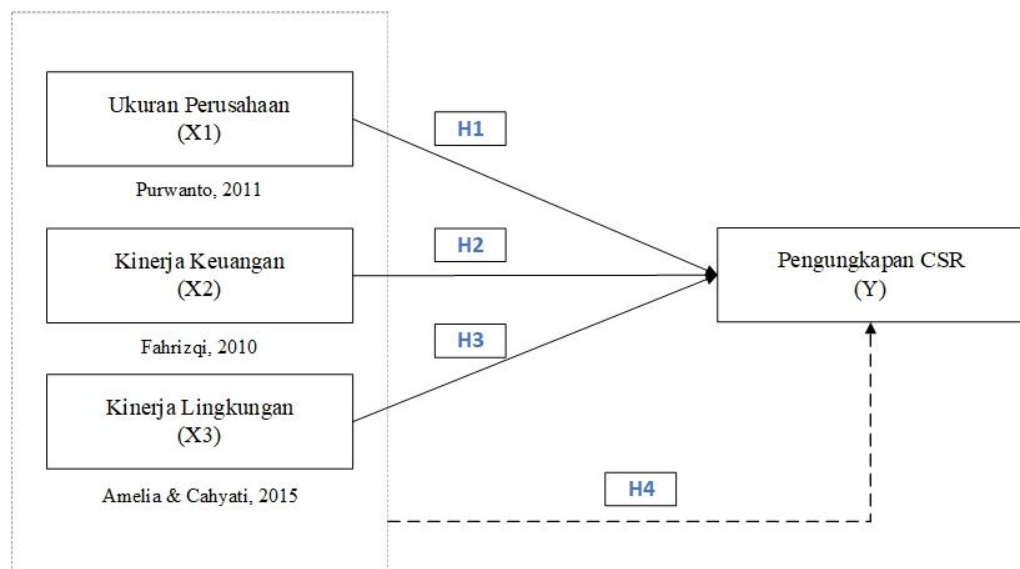 Ukuran Perusahaan
(X1)
Purwanto, 2011
H1
Kinerja Keuangan
(X2)
Fahrizqi, 2010
H2
Kinerja Lingkungan
(X3)
Amelia & Cahyati, 2015
H3
Pengungkapan CSR
(Y)
H4